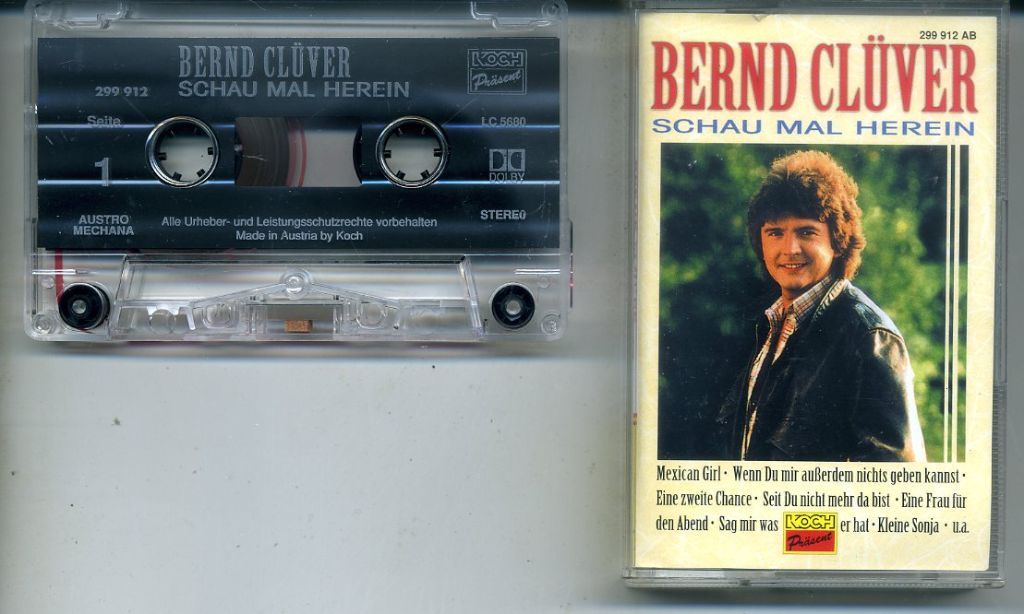 BERND CLÜVER
SCHAU MAL HEREIN
299 912
KOCH
Präsent
Seite
1
LC 5680
DOLBY
STEREO
AUSTRO
MECHANA
Alle Urheber- und Leistungsschutzrechte vorbehalten
Made in Austria by Koch
299 912 AB
BERND CLÜVER
SCHAU MAL HEREIN
Mexican Girl · Wenn Du mir außerdem nichts geben kannst ·
Eine zweite Chance · Seit Du nicht mehr da bist · Eine Frau für
den Abend · Sag mir was er hat · Kleine Sonja · u.a.
KOCH
Präsent